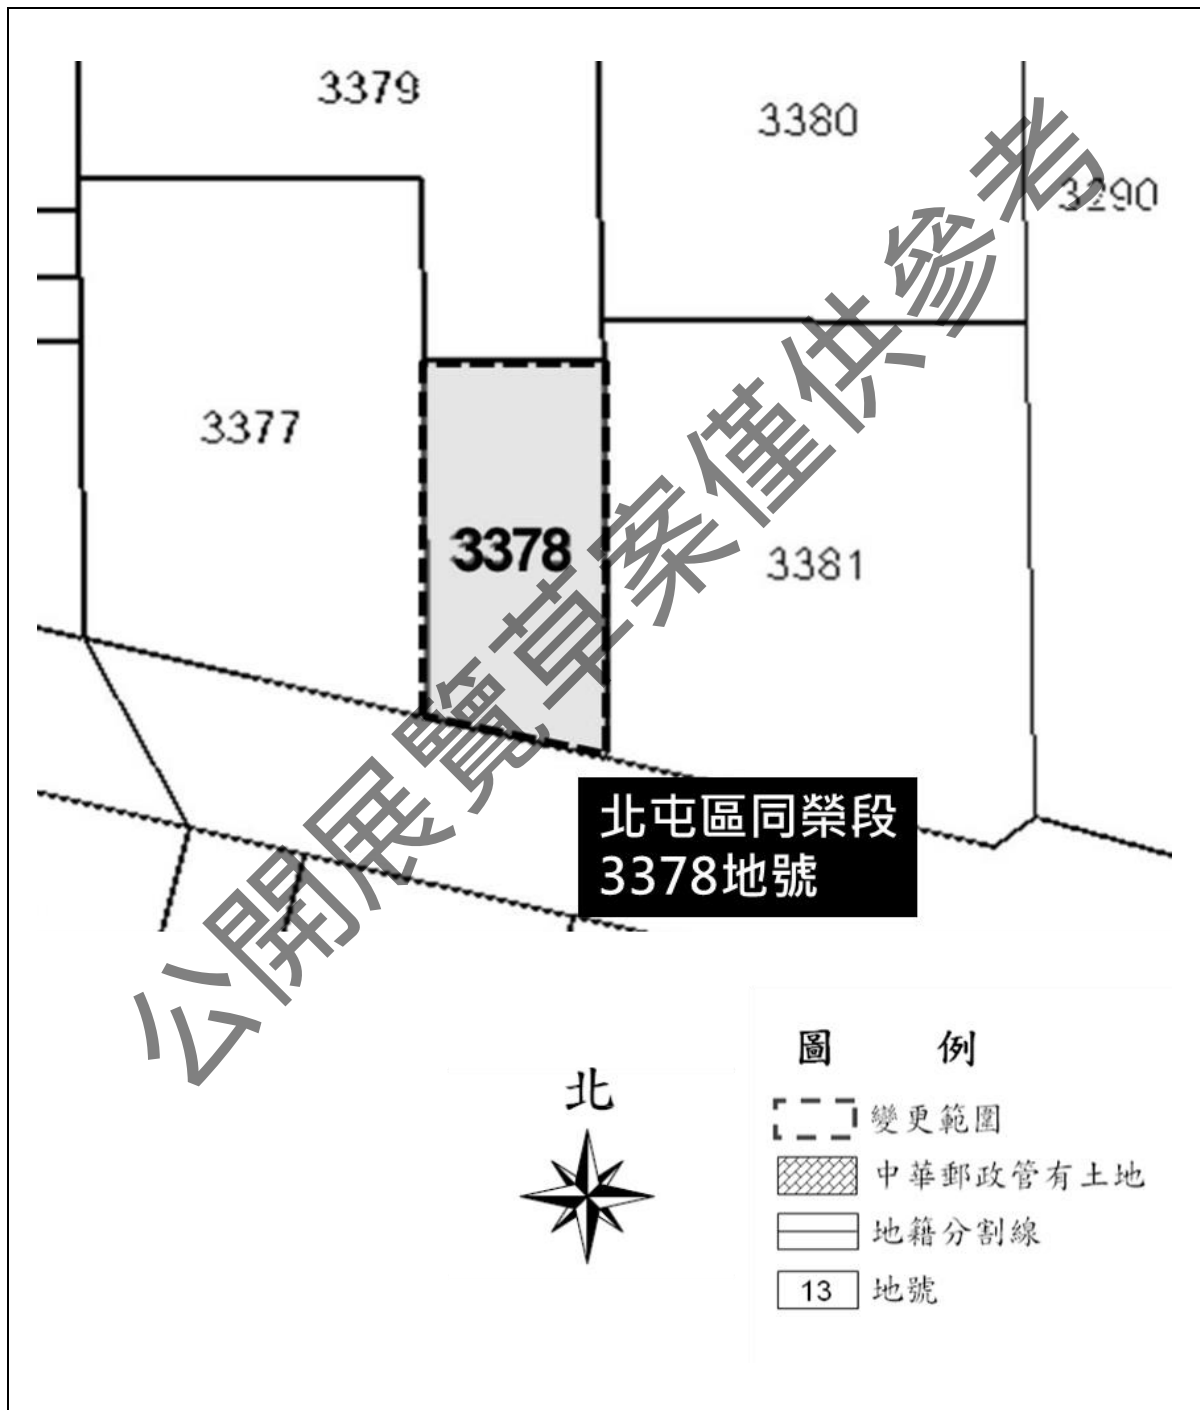 3379
3380
3290
3377
3378
3381
北屯區同榮段
3378地號
公開展覽草案僅供參考
北
圖 例
變更範圍
中華郵政管有土地
地籍分割線
13 地號